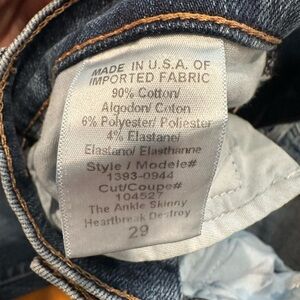 MADE IN U.S.A. OF
IMPORTED FABRIC
90% Cotton/
Algodon/ Coton
6% Polyester/ Poliester
4% Elastane/
Elastano/ Elasthanne
Style / Modele#
1393-0944
Cut/Coupe#
104527
The Ankle Skinny
Heartbreak Destroy
29